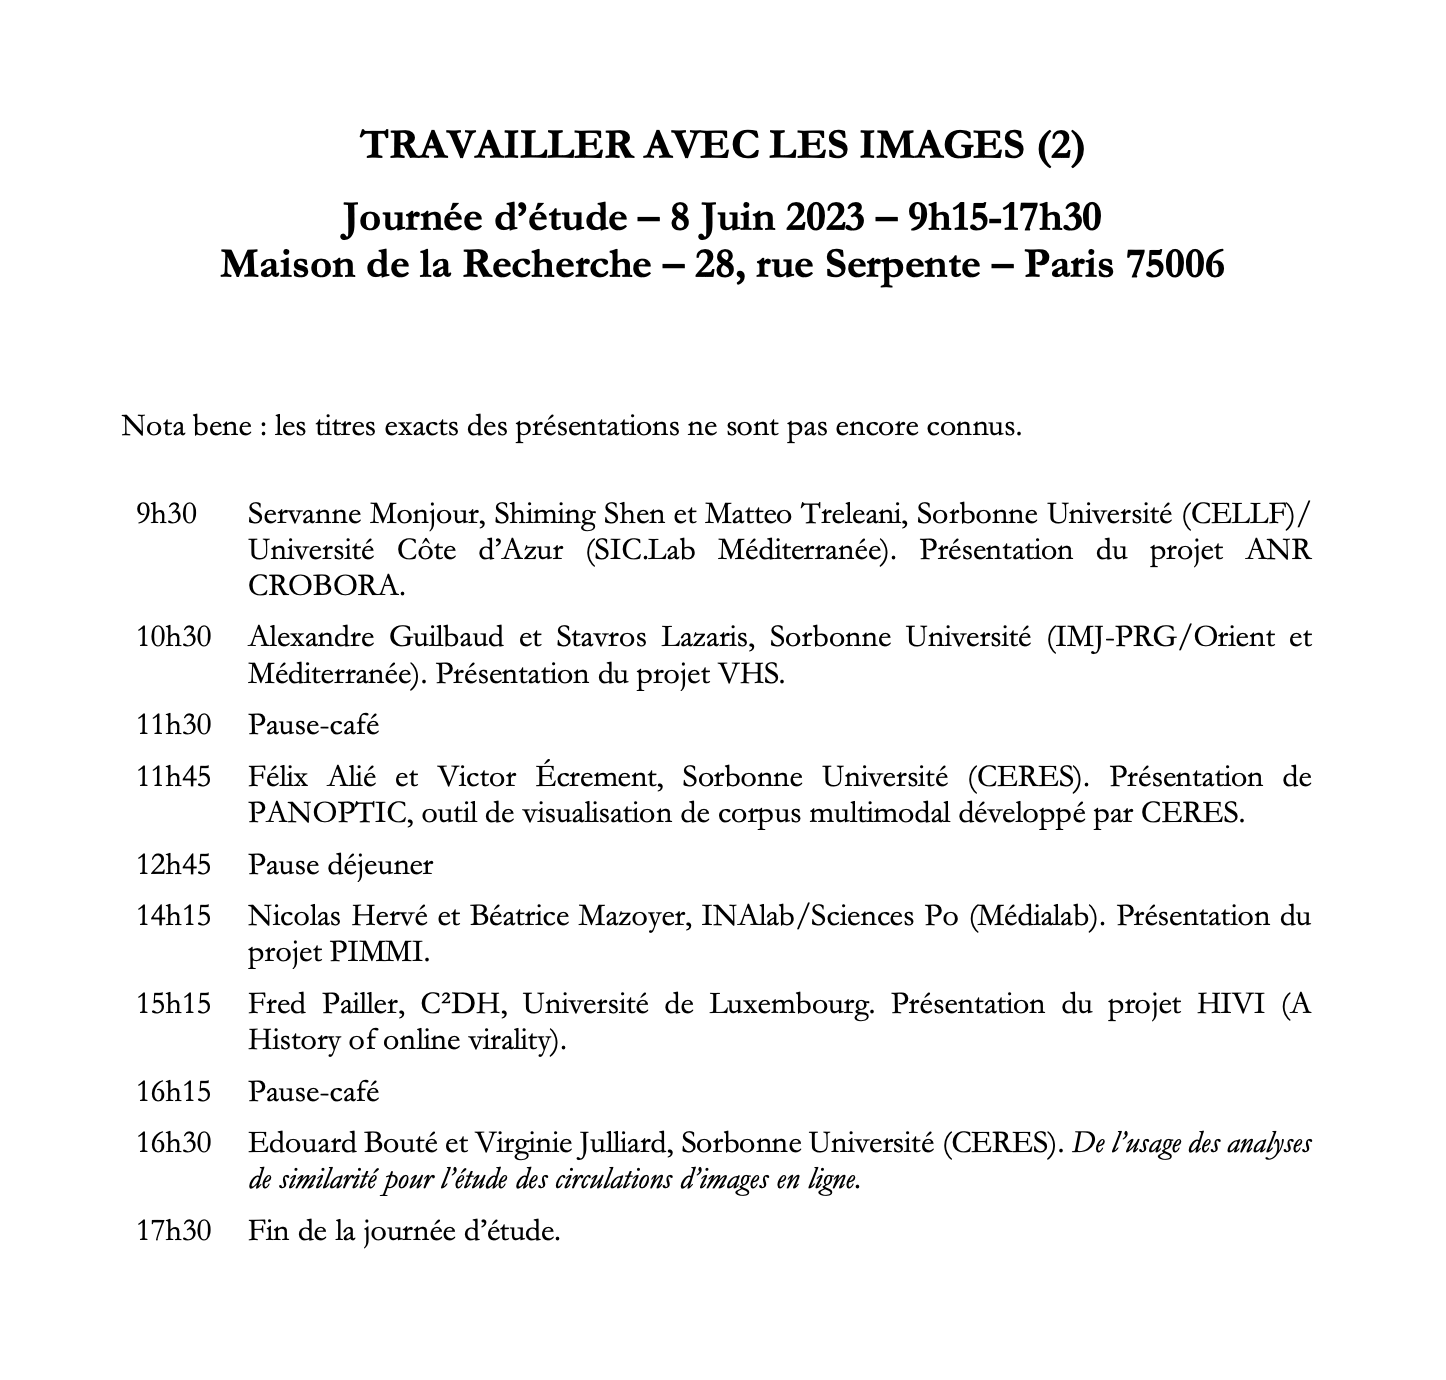 TRAVAILLER AVEC LES IMAGES (2)
Journée d’étude – 8 Juin 2023 – 9h15-17h30
Maison de la Recherche – 28, rue Serpente – Paris 75006
Nota bene : les titres exacts des présentations ne sont pas encore connus.
9h30 Servanne Monjour, Shiming Shen et Matteo Treleani, Sorbonne Université (CELLF)/
Université Côte d’Azur (SIC.Lab Méditerranée). Présentation du projet ANR
CROBORA.
10h30 Alexandre Guilbaud et Stavros Lazaris, Sorbonne Université (IMJ-PRG/Orient et
Méditerranée). Présentation du projet VHS.
11h30 Pause-café
11h45 Félix Alié et Victor Écrement, Sorbonne Université (CERES). Présentation de
PANOPTIC, outil de visualisation de corpus multimodal développé par CERES.
12h45 Pause déjeuner
14h15 Nicolas Hervé et Béatrice Mazoyer, INAlab/Sciences Po (Médialab). Présentation du
projet PIMMI.
15h15 Fred Pailler, C²DH, Université de Luxembourg. Présentation du projet HIVI (A
History of online virality).
16h15 Pause-café
16h30 Edouard Bouté et Virginie Julliard, Sorbonne Université (CERES). De l’usage des analyses
de similarité pour l’étude des circulations d’images en ligne.
17h30 Fin de la journée d’étude.